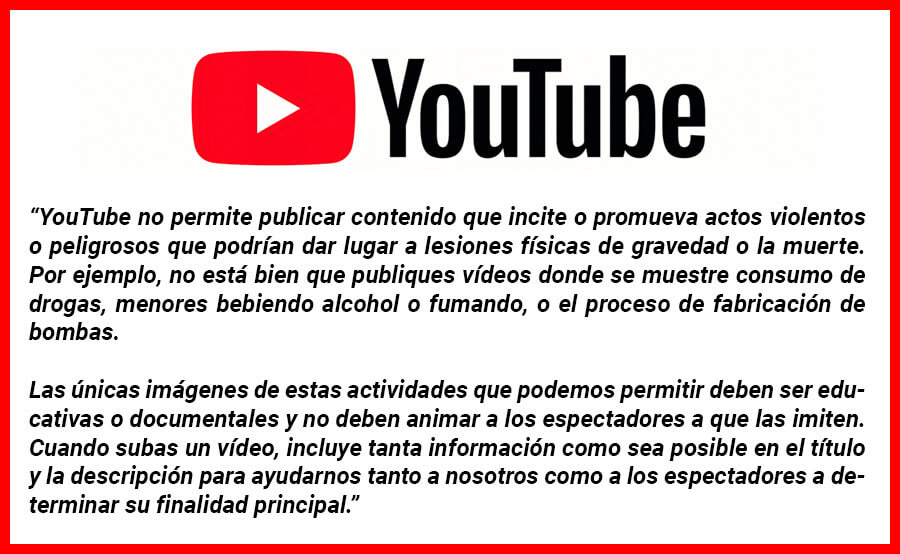 YouTube
“YouTube no permite publicar contenido que incite o promueva actos violentos
o peligrosos que podrían dar lugar a lesiones físicas de gravedad o la muerte.
Por ejemplo, no está bien que publiques vídeos donde se muestre consumo de
drogas, menores bebiendo alcohol o fumando, o el proceso de fabricación de
bombas.
Las únicas imágenes de estas actividades que podemos permitir deben ser edu-
cativas o documentales y no deben animar a los espectadores a que las imiten.
Cuando subas un vídeo, incluye tanta información como sea posible en el título
y la descripción para ayudarnos tanto a nosotros como a los espectadores a de-
terminar su finalidad principal.”